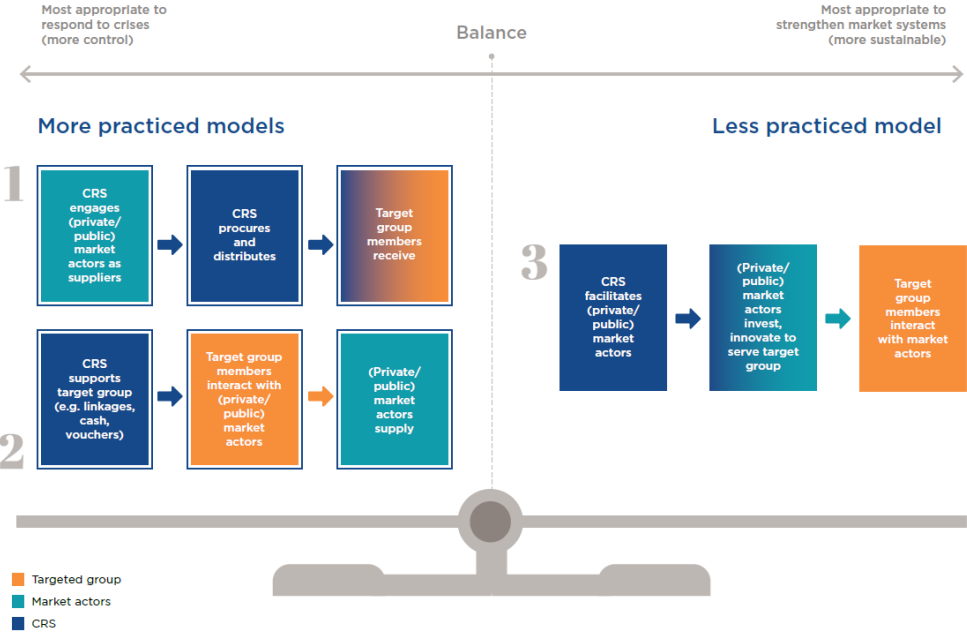 Most appropriate to
respond to crises
(more control)
Balance
Most appropriate to
strengthen market systems
(more sustainable)
More practiced models
Less practiced model
1
CRS
engages
(private/
public)
market
actors as
suppliers
CRS
procures
and
distributes
Target
group
members
receive
2
CRS
supports
target group
(e.g. linkages,
cash,
vouchers)
Target group
members
interact with
(private/
public)
market
actors
(Private/
public)
market
actors
supply
3
CRS
facilitates
(private/
public)
market
actors
(Private/
public)
market
actors
invest,
innovate to
serve target
group
Target
group
members
interact
with market
actors
Targeted group
Market actors
CRS